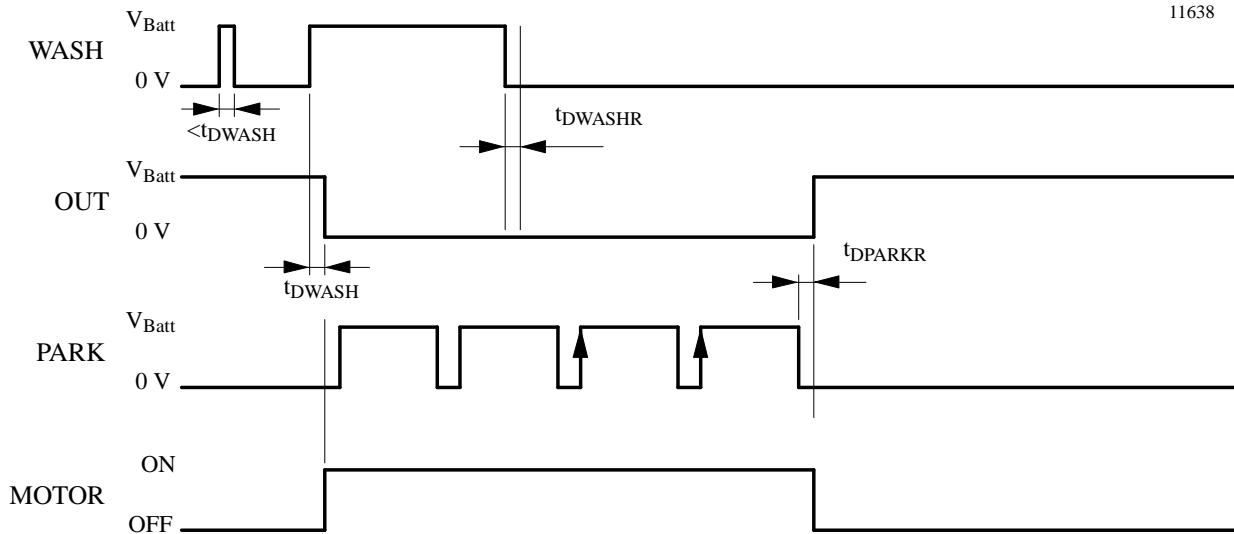 11638
V_Batt
WASH
0 V
<t_DWASH
t_DWASHR
V_Batt
OUT
0 V
t_DWASH
t_DPARKR
V_Batt
PARK
0 V
ON
MOTOR
OFF